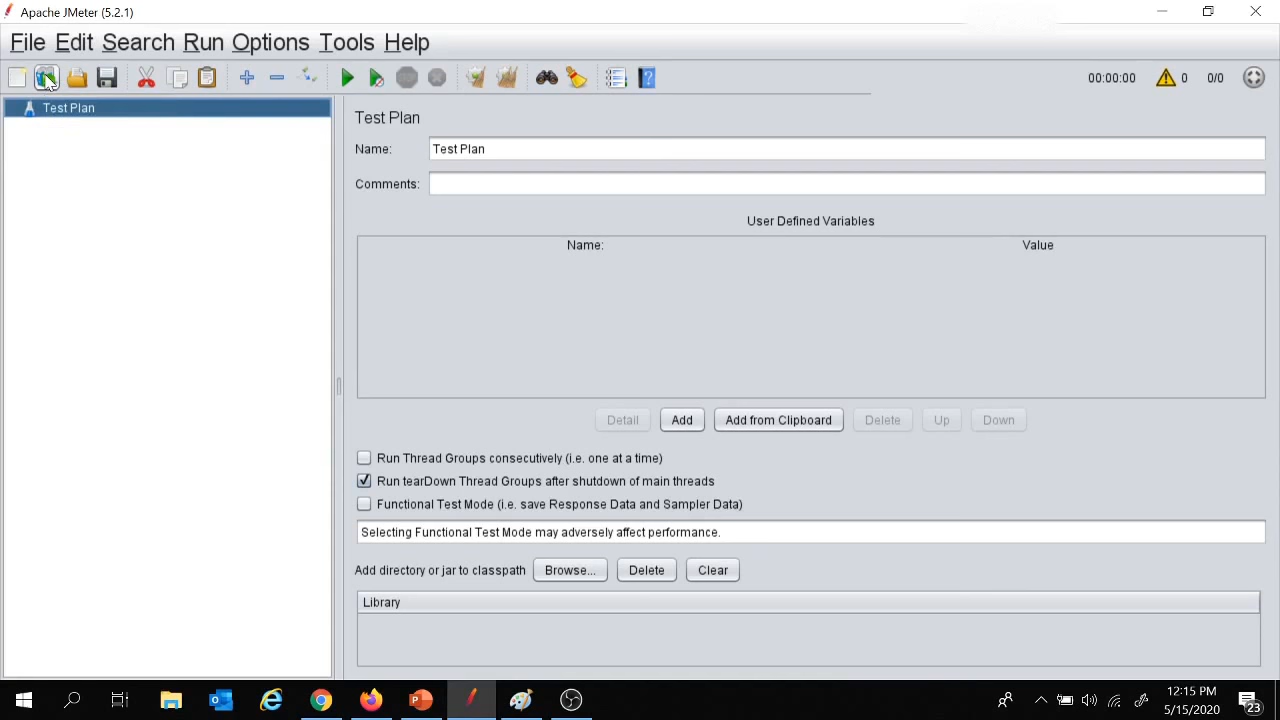 Apache JMeter (5.2.1)
File Edit Search Run Options Tools Help
00:00:00 0 0/0
Test Plan
Test Plan
Name: Test Plan
Comments:
User Defined Variables
Name: Value
Detail Add Add from Clipboard Delete Up Down
Run Thread Groups consecutively (i.e. one at a time)
Run tearDown Thread Groups after shutdown of main threads
Functional Test Mode (i.e. save Response Data and Sampler Data)
Selecting Functional Test Mode may adversely affect performance.
Add directory or jar to classpath Browse... Delete Clear
Library
12:15 PM
5/15/2020
23